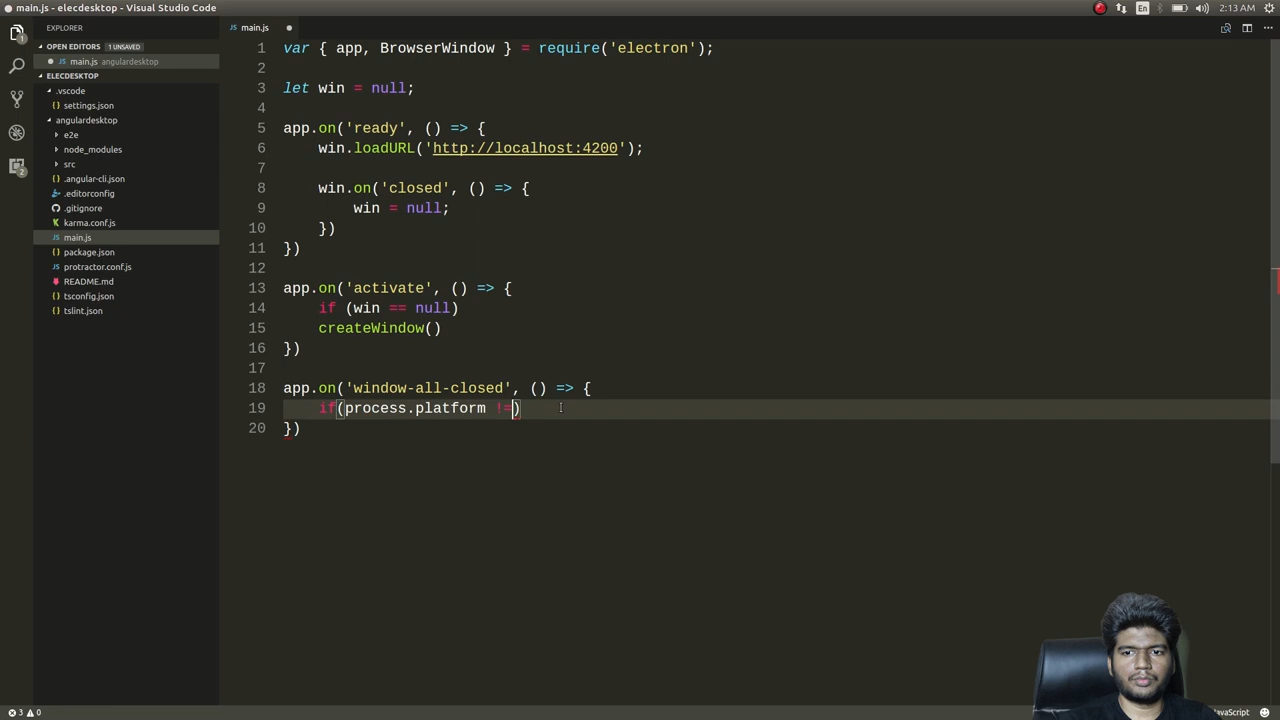 main.js - elecdesktop - Visual Studio Code
En
2:13 AM
EXPLORER
OPEN EDITORS 1 UNSAVED
main.js angulardesktop
ELECDESKTOP
.vscode
settings.json
angulardesktop
e2e
node_modules
src
.angular-cli.json
.editorconfig
.gitignore
karma.conf.js
main.js
package.json
protractor.conf.js
README.md
tsconfig.json
tslint.json
1
2
main.js
1 var { app, BrowserWindow } = require('electron');
2
3 let win = null;
4
5 app.on('ready', () => {
6 win.loadURL('http://localhost:4200');
7
8 win.on('closed', () => {
9 win = null;
10 })
11 })
12
13 app.on('activate', () => {
14 if (win == null)
15 createWindow()
16 })
17
18 app.on('window-all-closed', () => {
19 if(process.platform !=)
20 })
3 0
JavaScript